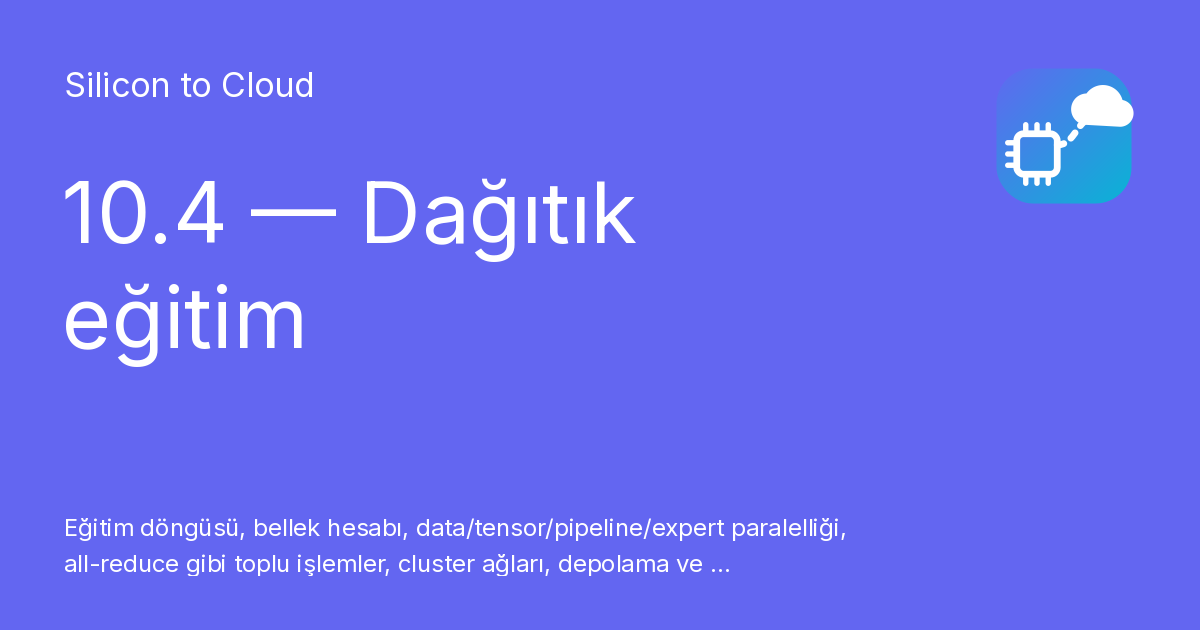 Silicon to Cloud
10.4 — Dağıtık
eğitim
Eğitim döngüsü, bellek hesabı, data/tensor/pipeline/expert paralelliği,
all-reduce gibi toplu işlemler, cluster ağları, depolama ve ...